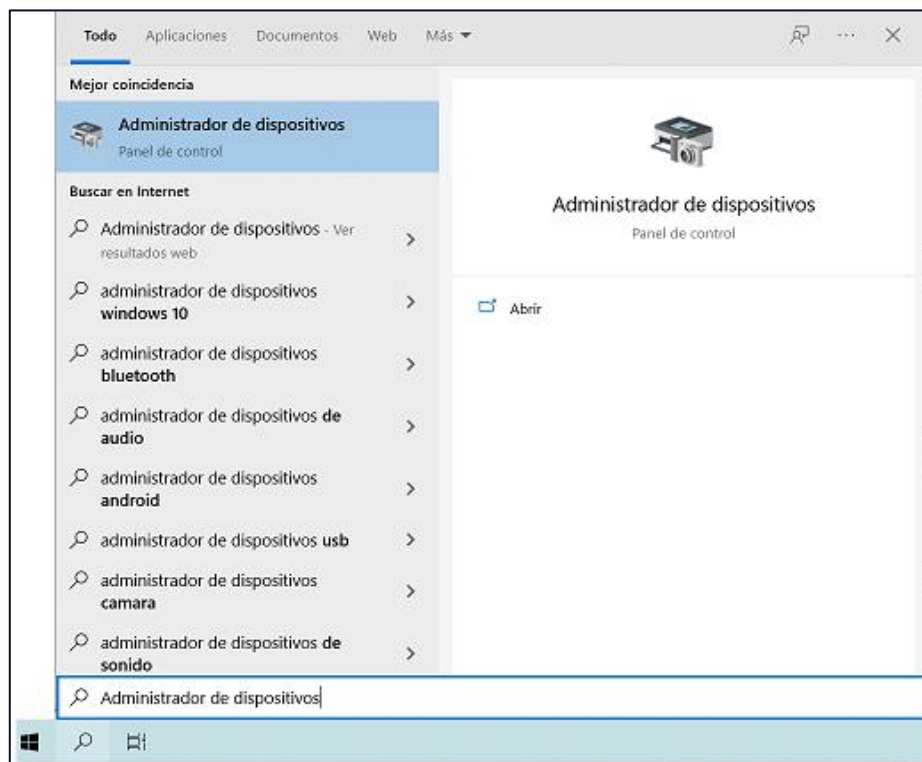 Todo Aplicaciones Documentos Web Más
Mejor coincidencia
Administrador de dispositivos
Panel de control
Buscar en Internet
Administrador de dispositivos - Ver
resultados web
administrador de dispositivos
windows 10
administrador de dispositivos
bluetooth
administrador de dispositivos de
audio
administrador de dispositivos
android
administrador de dispositivos usb
administrador de dispositivos
camara
administrador de dispositivos de
sonido
Administrador de dispositivos
Panel de control
Abrir
Administrador de dispositivos